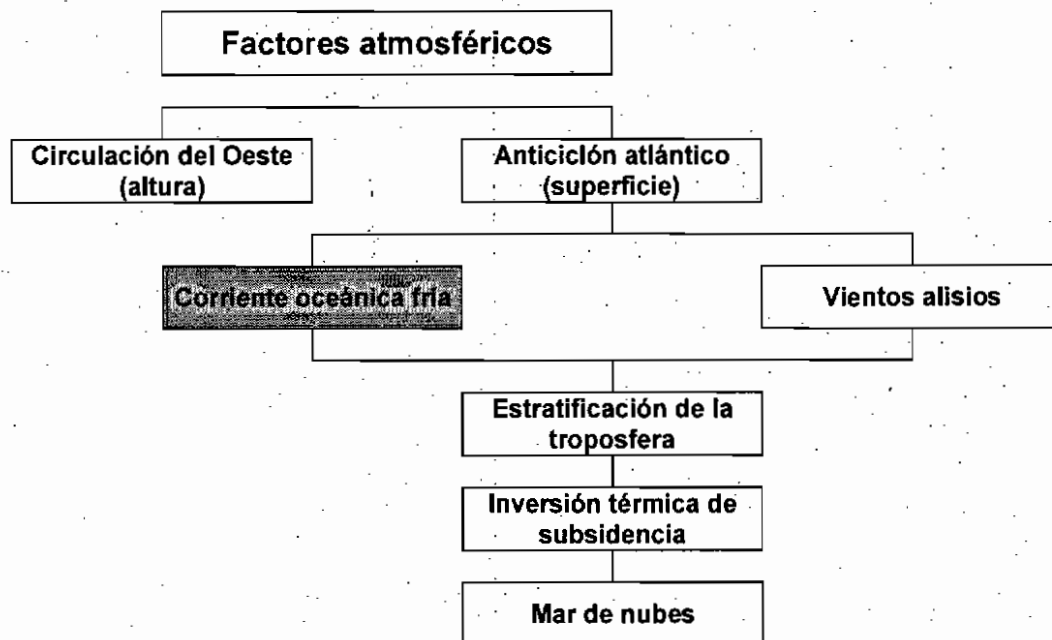 Factores atmosféricos
Circulación del Oeste
(altura)
Anticiclón atlántico
(superficie)
Corriente oceánica fría
Vientos alisios
Estratificación de la
troposfera
Inversión térmica de
subsidencia
Mar de nubes